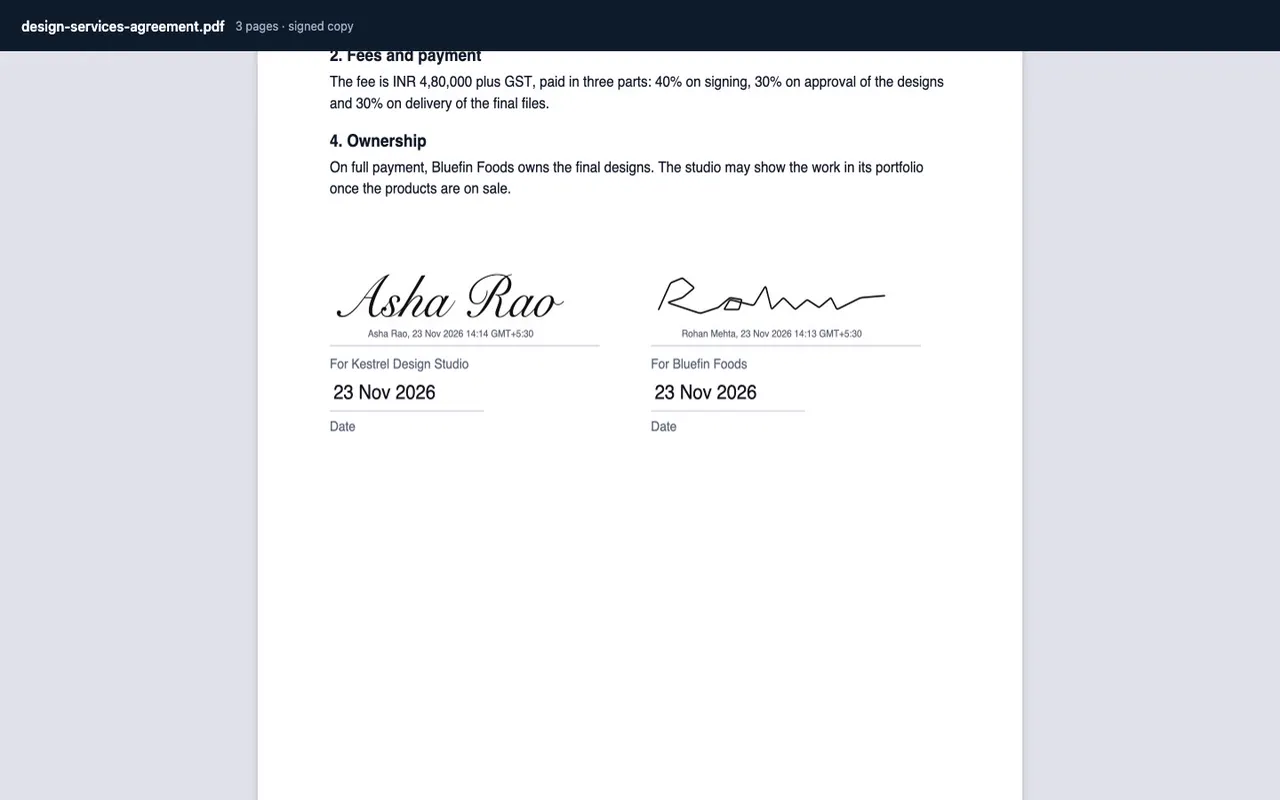 design-services-agreement.pdf 3 pages · signed copy
2. Fees and payment
The fee is INR 4,80,000 plus GST, paid in three parts: 40% on signing, 30% on approval of the designs
and 30% on delivery of the final files.
4. Ownership
On full payment, Bluefin Foods owns the final designs. The studio may show the work in its portfolio
once the products are on sale.
Asha Rao
Asha Rao, 23 Nov 2026 14:14 GMT+5:30
For Kestrel Design Studio
23 Nov 2026
Date
Rohan Mehta, 23 Nov 2026 14:13 GMT+5:30
For Bluefin Foods
23 Nov 2026
Date